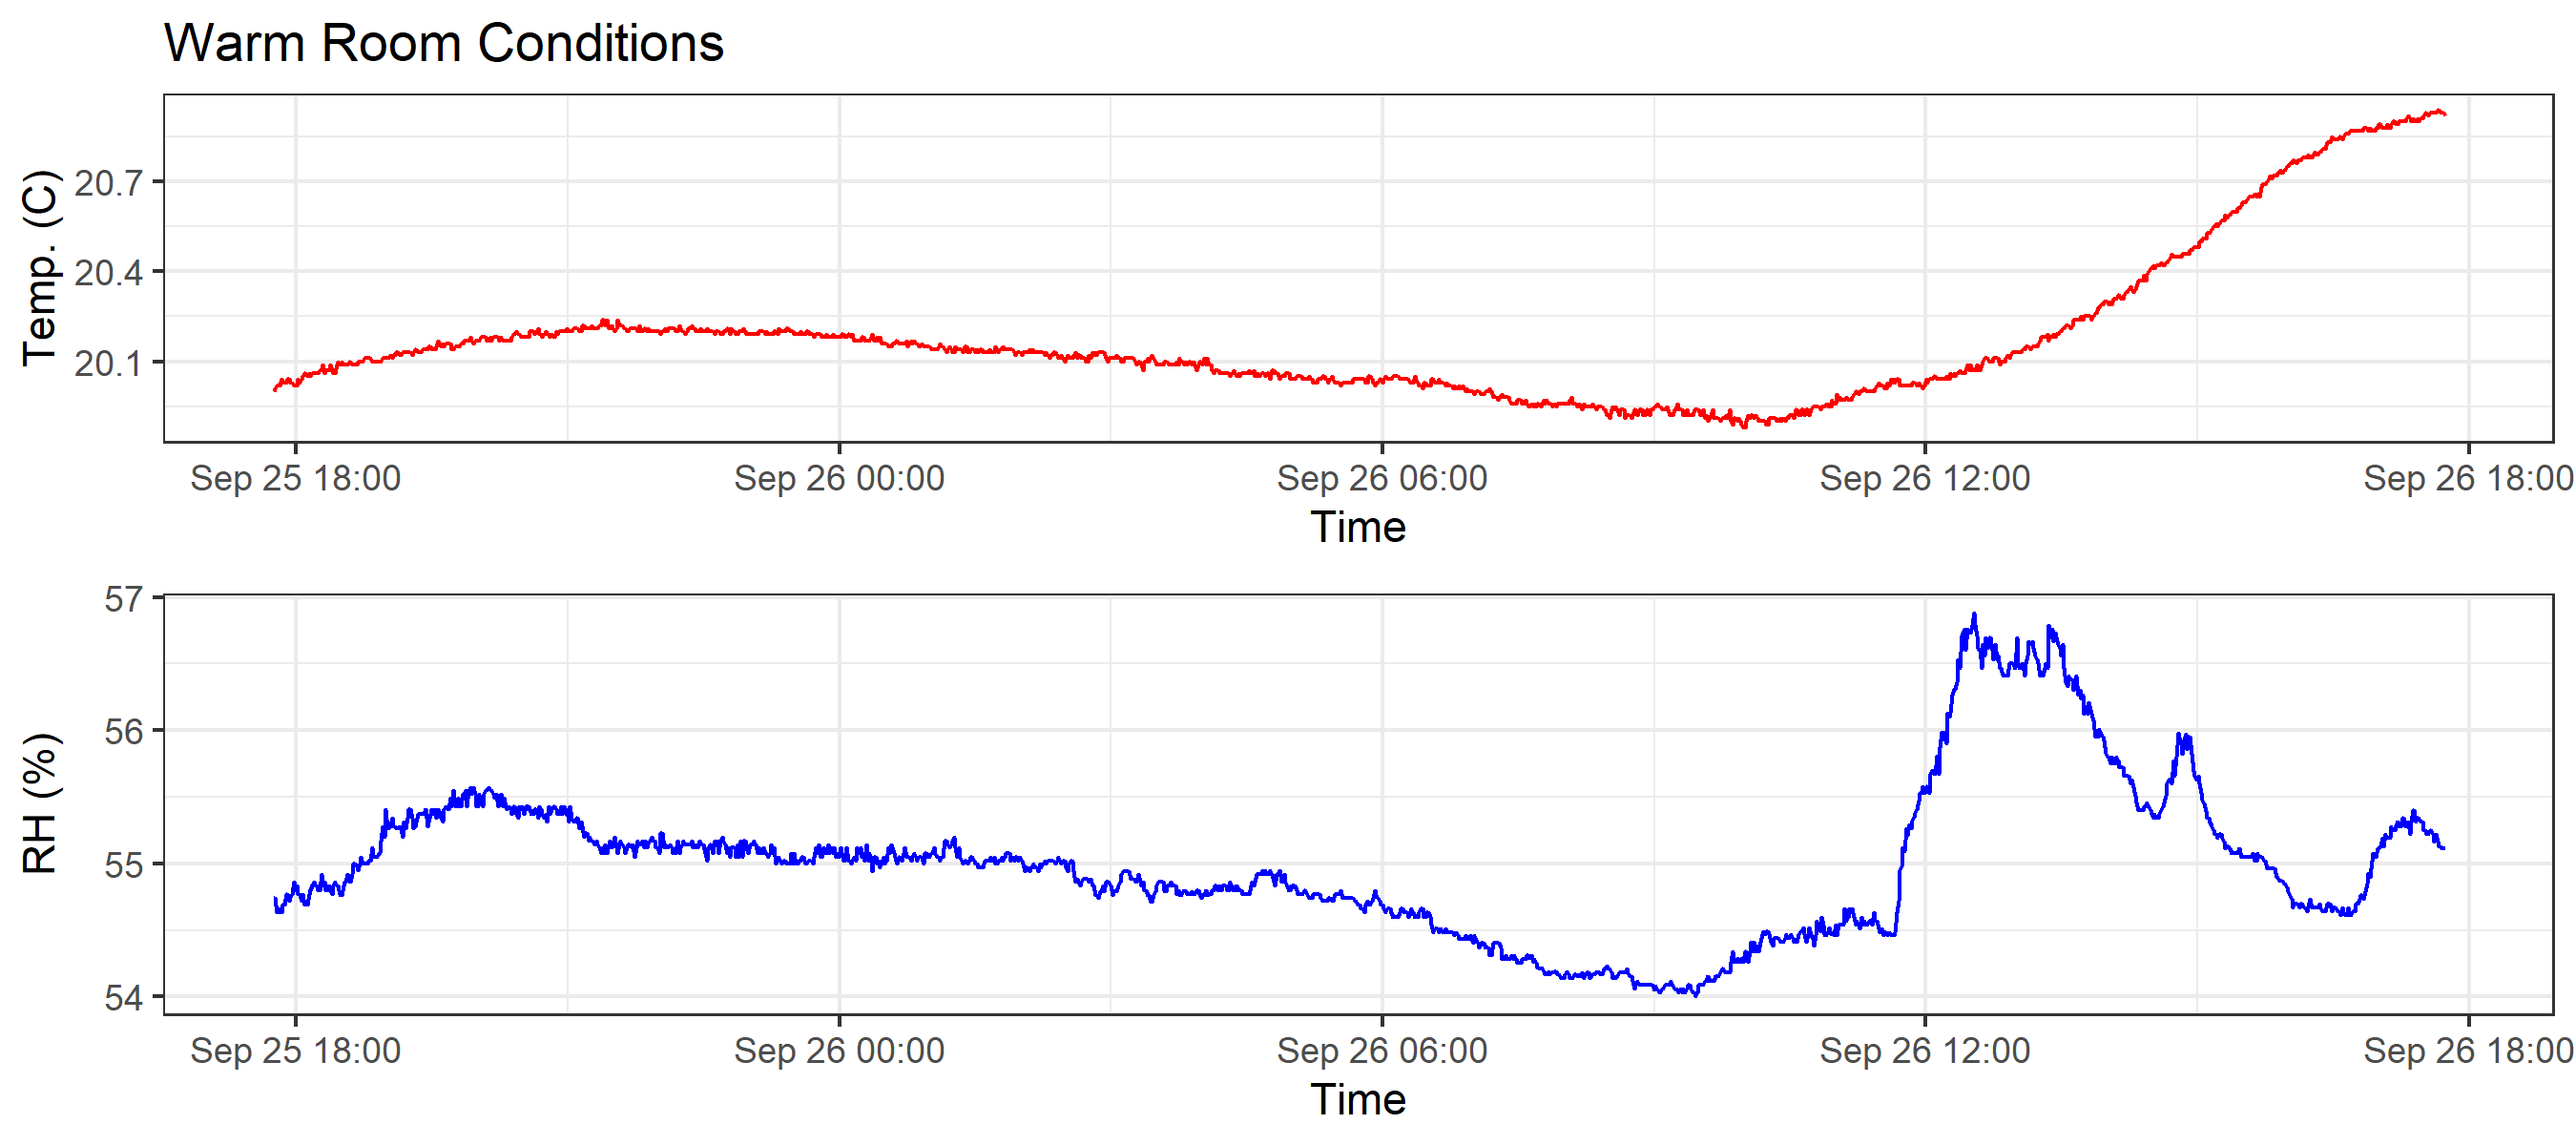 Warm Room Conditions
Temp. (C)
20.7
20.4
20.1
Sep 25 18:00 Sep 26 00:00 Sep 26 06:00 Sep 26 12:00 Sep 26 18:00
Time
RH (%)
57
56
55
54
Sep 25 18:00 Sep 26 00:00 Sep 26 06:00 Sep 26 12:00 Sep 26 18:00
Time